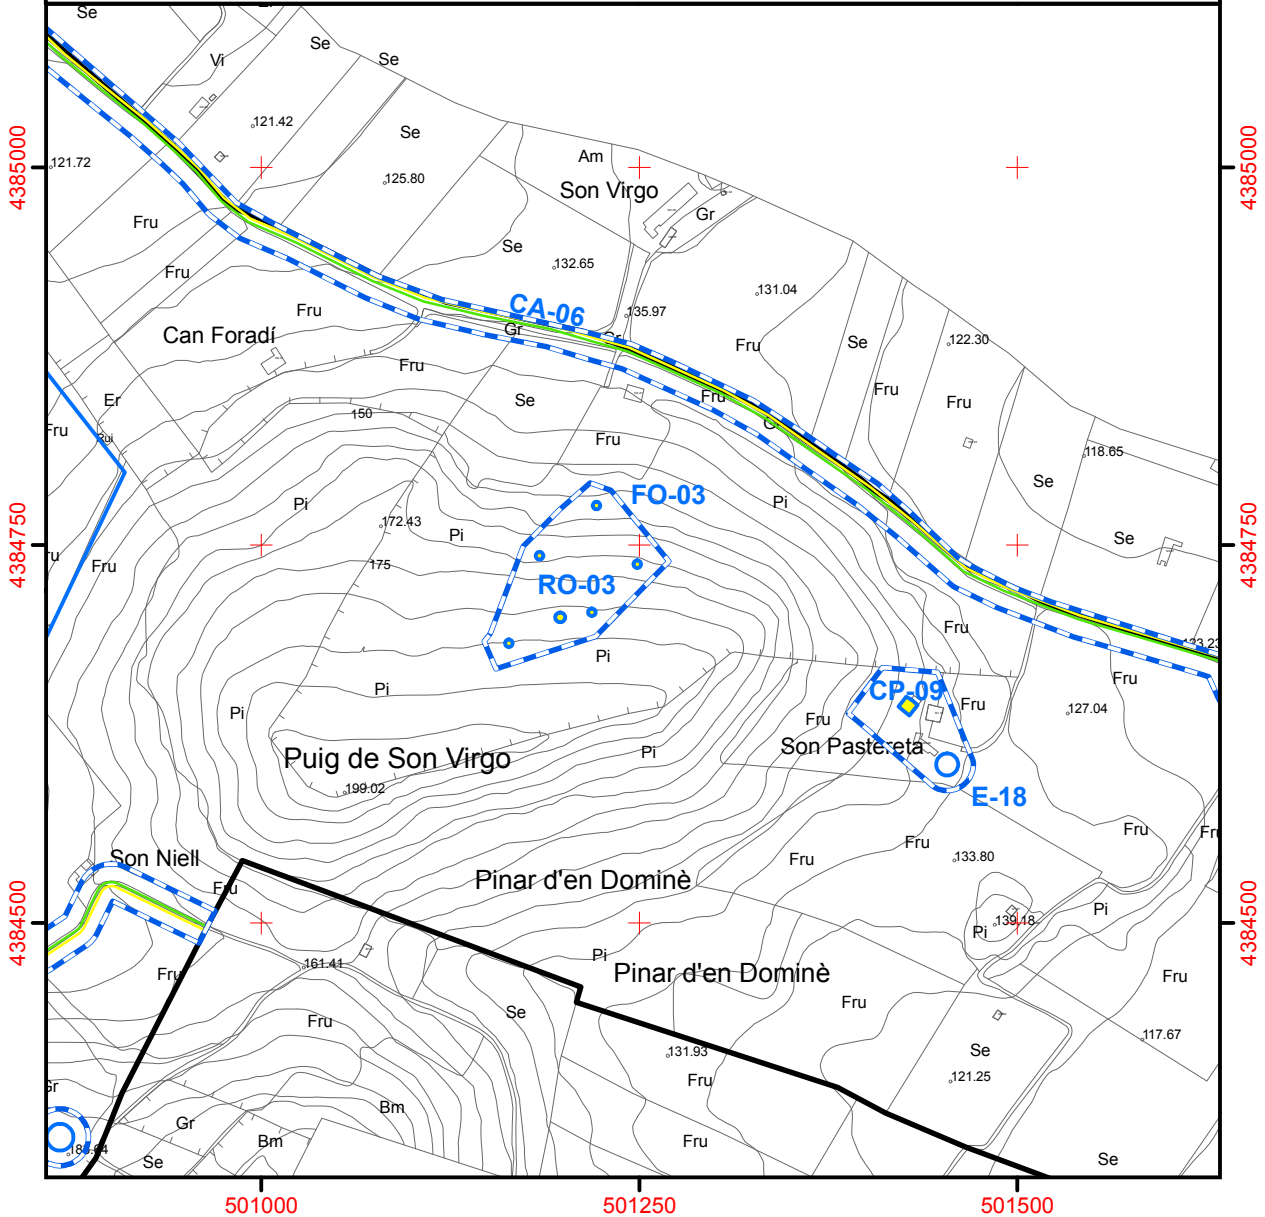 Se
Vi
Se
Se
121.42
Se
4385000
121.72
125.80
Am
Son Virgo
4385000
Fru
Gr
Se
132.65
Fru
131.04
Fru
CA-06
135.97
Can Foradí
Gr
Gr
Fru
Se
122.30
Fru
Er
Se
Fru
Fru
Fru
150
Fru
Rui
Fru
118.65
Se
Pi
FO-03
Pi
172.43
Pi
Se
4384750
175
Fru
RO-03
4384750
Fru
Pi
Pi
CP-09
Fru
Pi
Fru
Fru
127.04
Puig de Son Virgo
Pi
Son Pastereta
199.02
E-18
Son Niell
Fru
Fru
Fru
Fru
133.80
Fru
Pinar d'en Dominè
4384500
Pi
139.18
4384500
Pi
Pi
161.41
Fru
Pinar d'en Dominè
Fru
Fru
Se
Fru
131.93
Se
117.67
Fru
121.25
Gr
Bm
Gr
Bm
Fru
Se
Se
501000
501250
501500